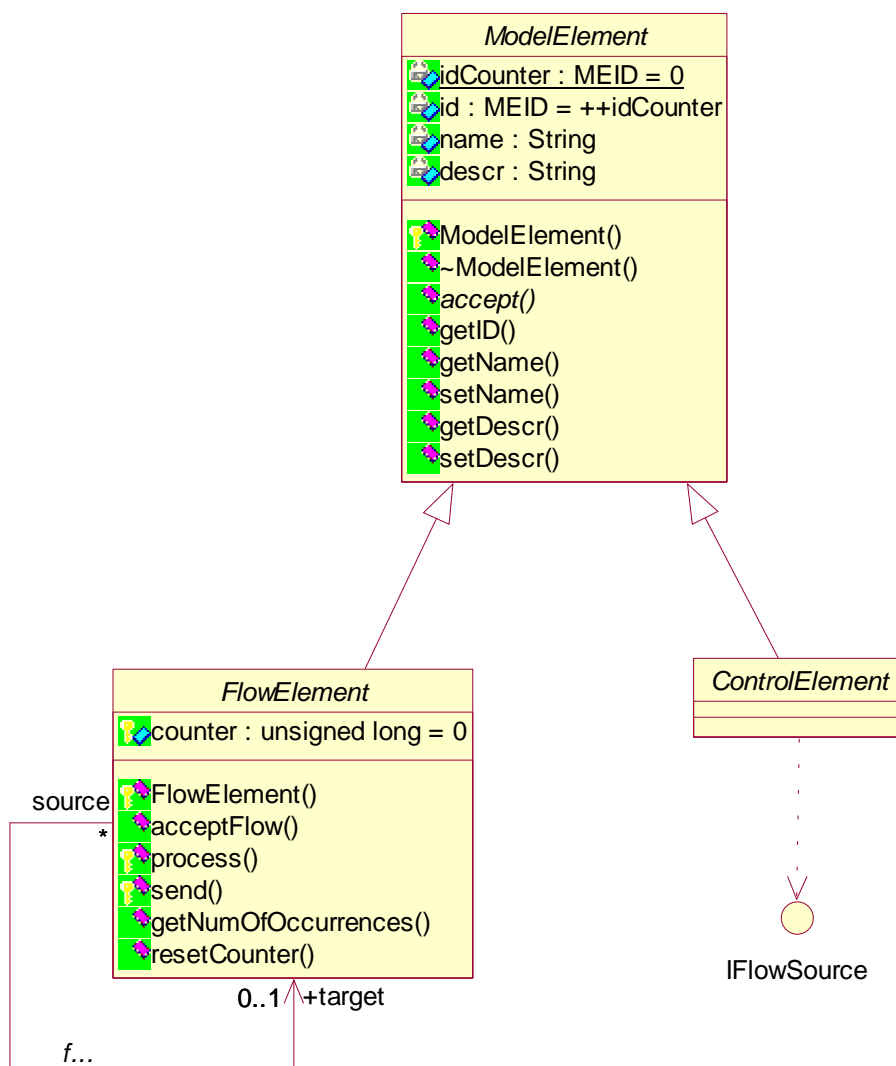 ModelElement
idCounter : MEID = 0
id : MEID = ++idCounter
name : String
descr : String
ModelElement()
~ModelElement()
accept()
getID()
getName()
setName()
getDescr()
setDescr()
FlowElement
counter : unsigned long = 0
FlowElement()
acceptFlow()
process()
send()
getNumOfOccurrences()
resetCounter()
source
*
0..1
+target
f...
ControlElement
IFlowSource